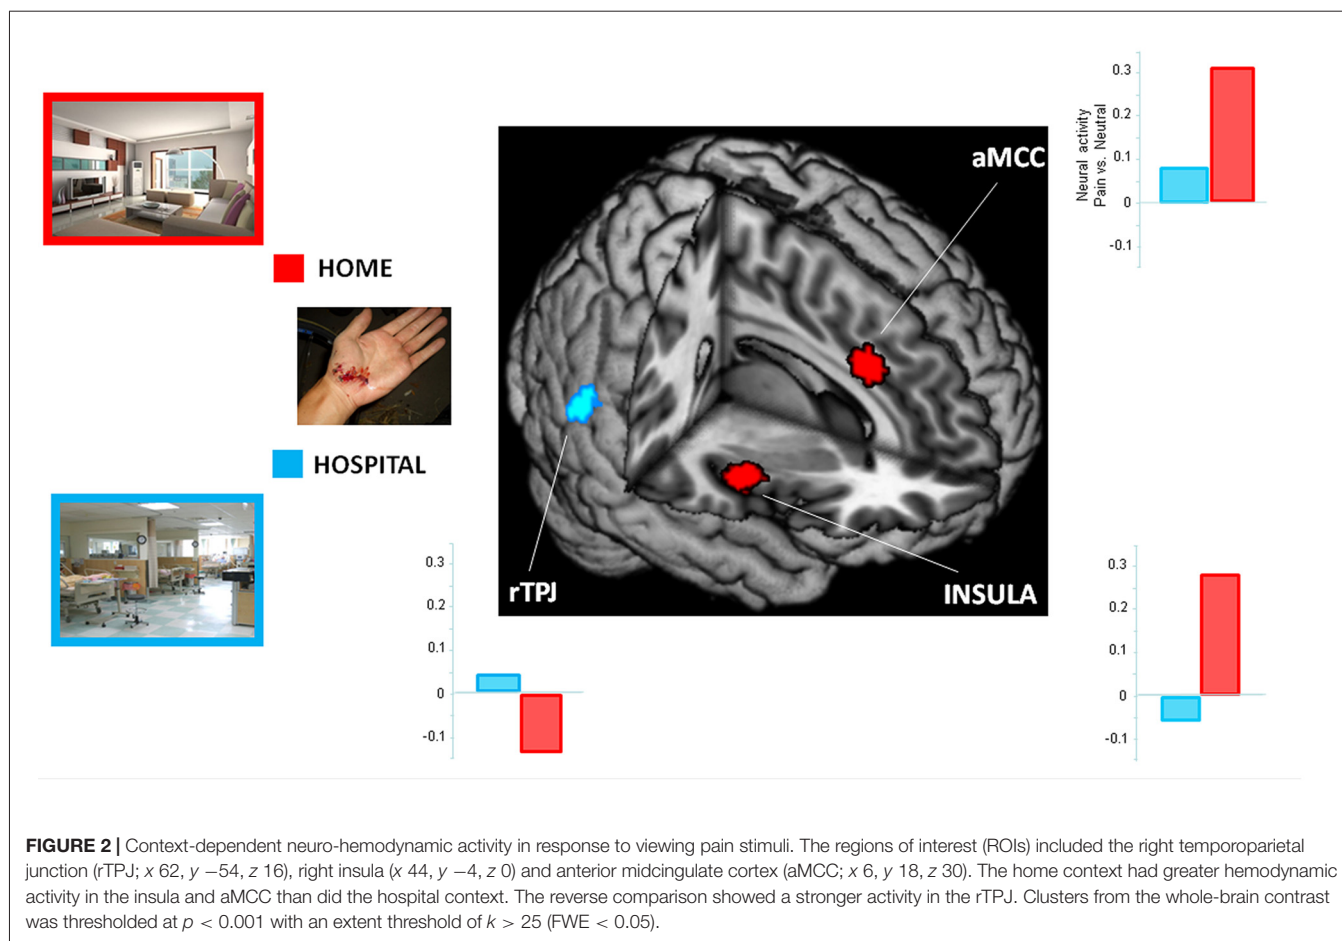 0.3
0.2
0.1
0
-0.1
Neural activity
Pain vs. Neutral
aMCC
HOME
HOSPITAL
rTPJ
INSULA
0.3
0.2
0.1
0
-0.1
0.3
0.2
0.1
0
-0.1
FIGURE 2 | Context-dependent neuro-hemodynamic activity in response to viewing pain stimuli. The regions of interest (ROIs) included the right temporoparietal
junction (rTPJ; x 62, y −54, z 16), right insula (x 44, y −4, z 0) and anterior midcingulate cortex (aMCC; x 6, y 18, z 30). The home context had greater hemodynamic
activity in the insula and aMCC than did the hospital context. The reverse comparison showed a stronger activity in the rTPJ. Clusters from the whole-brain contrast
was thresholded at p < 0.001 with an extent threshold of k > 25 (FWE < 0.05).